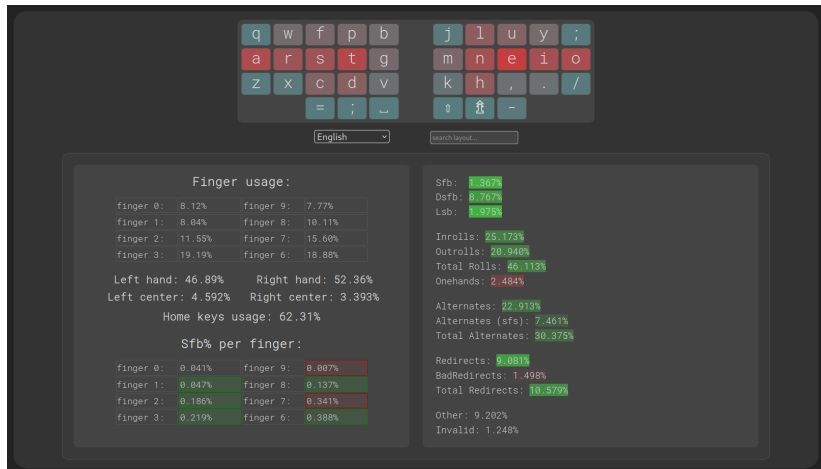 q w f p b j l u y ;
a r s t g m n e i o
z x c d v k h , . /
= ; ⎵ ⇧ ⇯ -
English search layout...
Finger usage:
finger 0: 8.12% finger 9: 7.77%
finger 1: 8.04% finger 8: 10.11%
finger 2: 11.55% finger 7: 15.60%
finger 3: 19.19% finger 6: 18.88%
Left hand: 46.89% Right hand: 52.36%
Left center: 4.592% Right center: 3.393%
Home keys usage: 62.31%
Sfb% per finger:
finger 0: 0.041% finger 9: 0.007%
finger 1: 0.047% finger 8: 0.137%
finger 2: 0.186% finger 7: 0.341%
finger 3: 0.219% finger 6: 0.388%
Sfb: 1.367%
Dsfb: 8.767%
Lsb: 1.975%
Inrolls: 25.173%
Outrolls: 20.940%
Total Rolls: 46.113%
Onehands: 2.484%
Alternates: 22.913%
Alternates (sfs): 7.461%
Total Alternates: 30.375%
Redirects: 9.081%
BadRedirects: 1.498%
Total Redirects: 10.579%
Other: 9.202%
Invalid: 1.248%